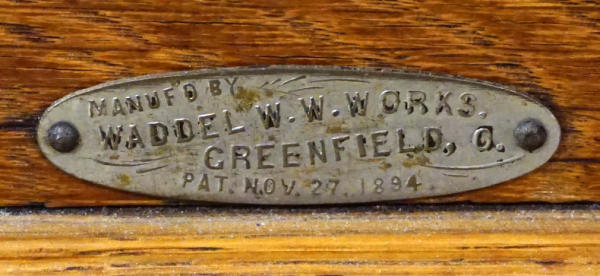 MANUF'D BY
WADDEL W.W.WORKS.
GREENFIELD, O.
PAT. NOV. 27. 1894